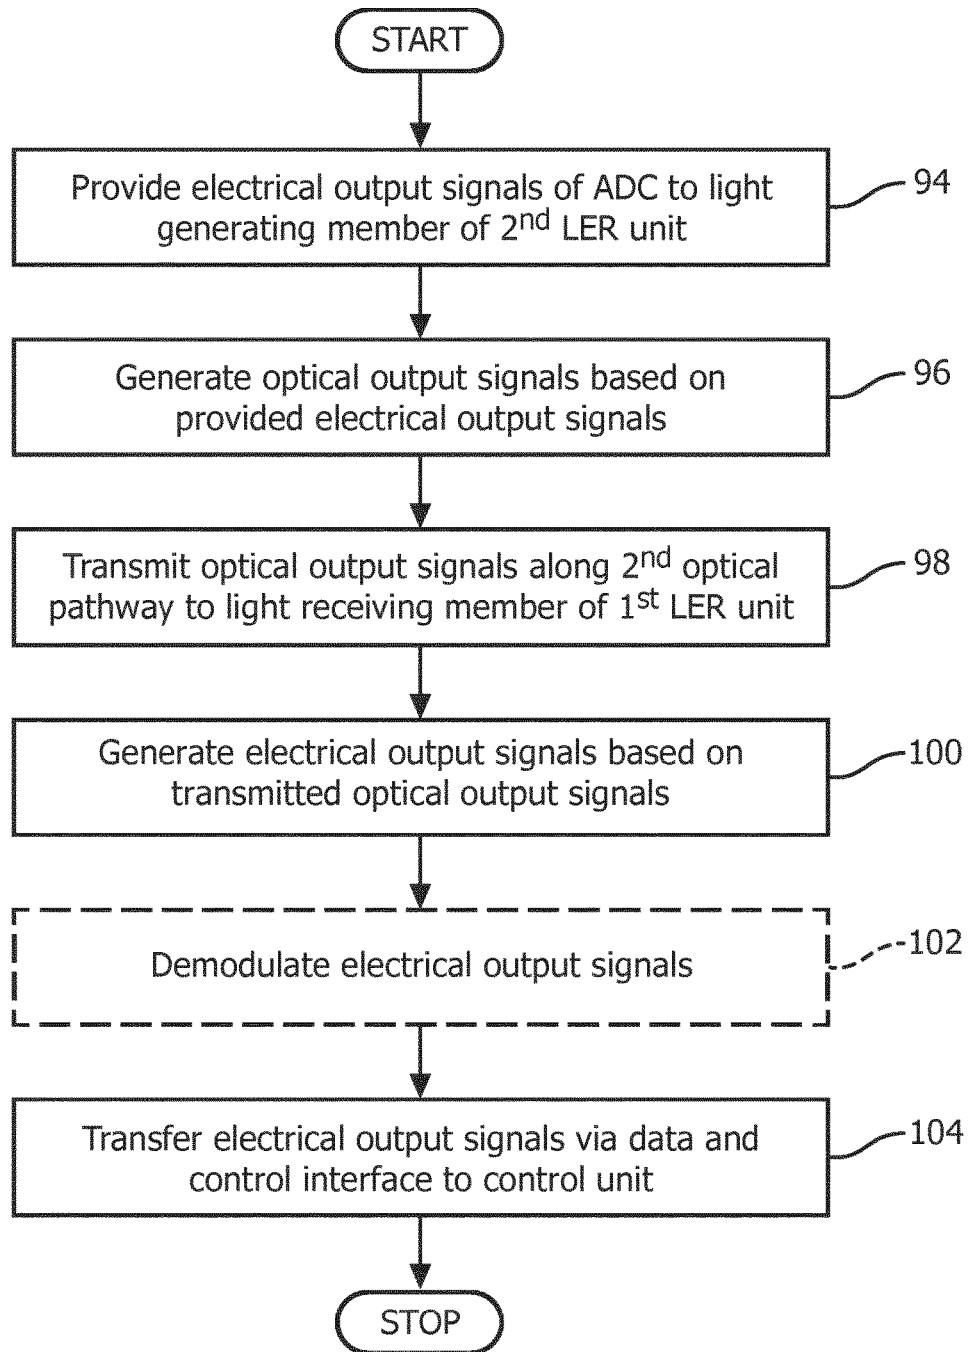 START
Provide electrical output signals of ADC to light
generating member of 2nd LER unit
94
Generate optical output signals based on
provided electrical output signals
96
Transmit optical output signals along 2nd optical
pathway to light receiving member of 1st LER unit
98
Generate electrical output signals based on
transmitted optical output signals
100
Demodulate electrical output signals
102
Transfer electrical output signals via data and
control interface to control unit
104
STOP